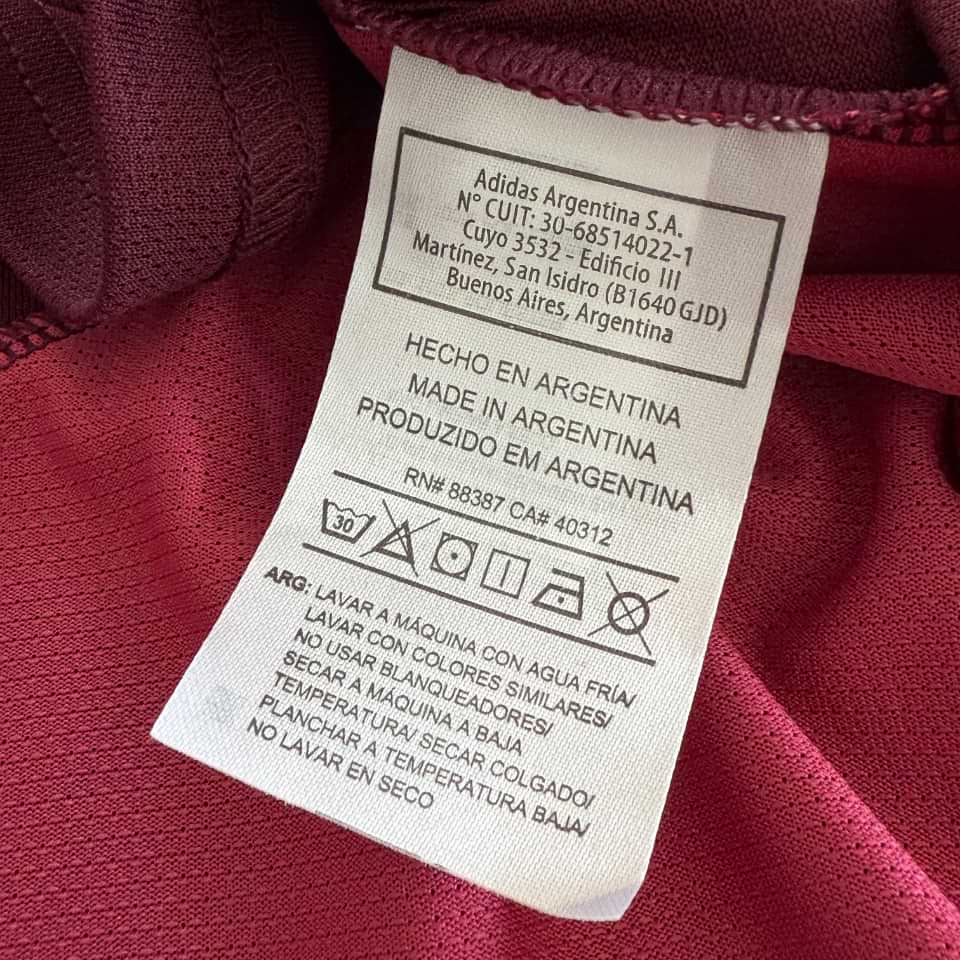 Adidas Argentina S.A.
N° CUIT: 30-68514022-1
Cuyo 3532 - Edificio III
Martínez, San Isidro (B1640GJD)
Buenos Aires, Argentina
HECHO EN ARGENTINA
MADE IN ARGENTINA
PRODUZIDO EM ARGENTINA
RN# 88387 CA# 40312
30
ARG: LAVAR A MÁQUINA CON AGUA FRÍA/
LAVAR CON COLORES SIMILARES/
NO USAR BLANQUEADORES/
SECAR A MÁQUINA A BAJA
TEMPERATURA/ SECAR COLGADO/
PLANCHAR A TEMPERATURA BAJA/
NO LAVAR EN SECO